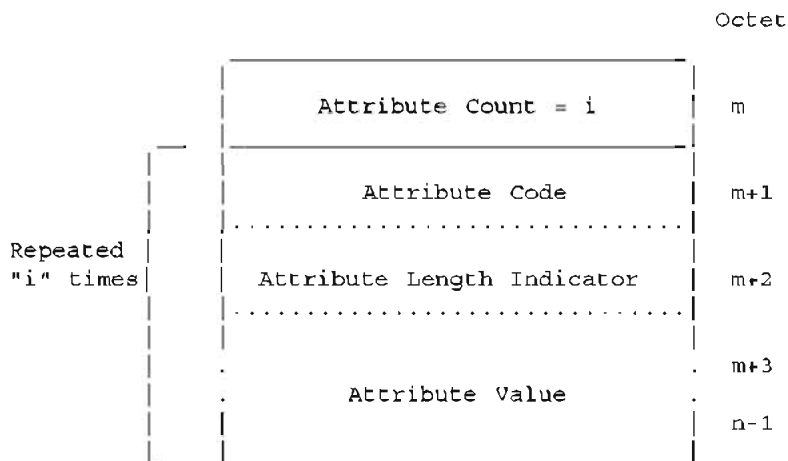 Octet
Attribute Count = i m
Attribute Code m+1
Repeated
"i" times Attribute Length Indicator m+2
m+3
Attribute Value
n-1